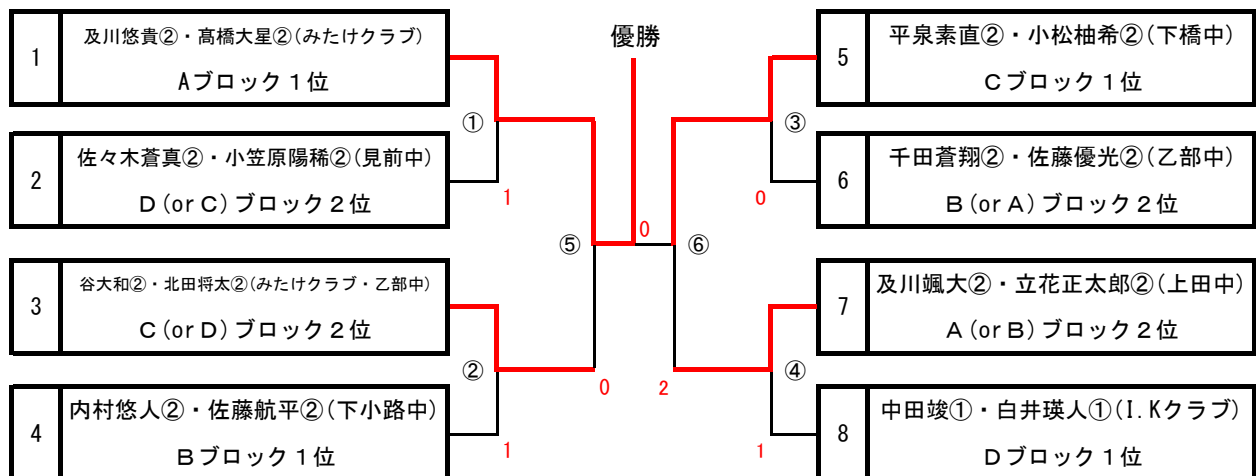 優勝
1
及川悠貴②・髙橋大星②(みたけクラブ)
Aブロック1位
①
2
佐々木蒼真②・小笠原陽稀②(見前中)
D(orC)ブロック2位
1
⑤
3
谷大和②・北田将太②(みたけクラブ・乙部中)
C(orD)ブロック2位
②
0
4
内村悠人②・佐藤航平②(下小路中)
Bブロック1位
1
0
5
平泉素直②・小松柚希②(下橋中)
Cブロック1位
③
6
千田蒼翔②・佐藤優光②(乙部中)
B(orA)ブロック2位
0
⑥
7
及川颯大②・立花正太郎②(上田中)
A(orB)ブロック2位
2
④
8
中田竣①・白井瑛人①(I.Kクラブ)
Dブロック1位
1